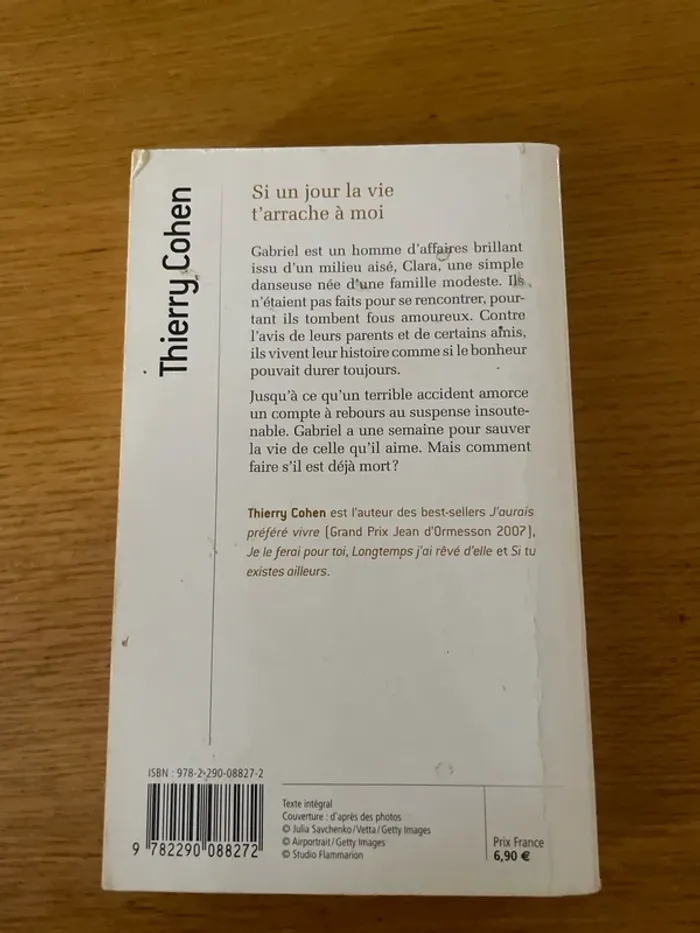 Thierry Cohen
Si un jour la vie
t'arrache à moi
Gabriel est un homme d'affaires brillant
issu d'un milieu aisé, Clara, une simple
danseuse née d'une famille modeste. Ils
n'étaient pas faits pour se rencontrer, pour-
tant ils tombent fous amoureux. Contre
l'avis de leurs parents et de certains amis,
ils vivent leur histoire comme si le bonheur
pouvait durer toujours.
Jusqu'à ce qu'un terrible accident amorce
un compte à rebours au suspense insoute-
nable. Gabriel a une semaine pour sauver
la vie de celle qu'il aime. Mais comment
faire s'il est déjà mort ?
Thierry Cohen est l'auteur des best-sellers J'aurais
préféré vivre (Grand Prix Jean d'Ormesson 2007),
Je le ferai pour toi, Longtemps j'ai rêvé d'elle et Si tu
existes ailleurs.
ISBN : 978-2-290-08827-2
9 782290 088272
Texte intégral
Couverture : d'après des photos
© Julia Savchenko / Vetta / Getty Images
© Airportrait / Getty Images
© Studio Flammarion
Prix France
6,90 €